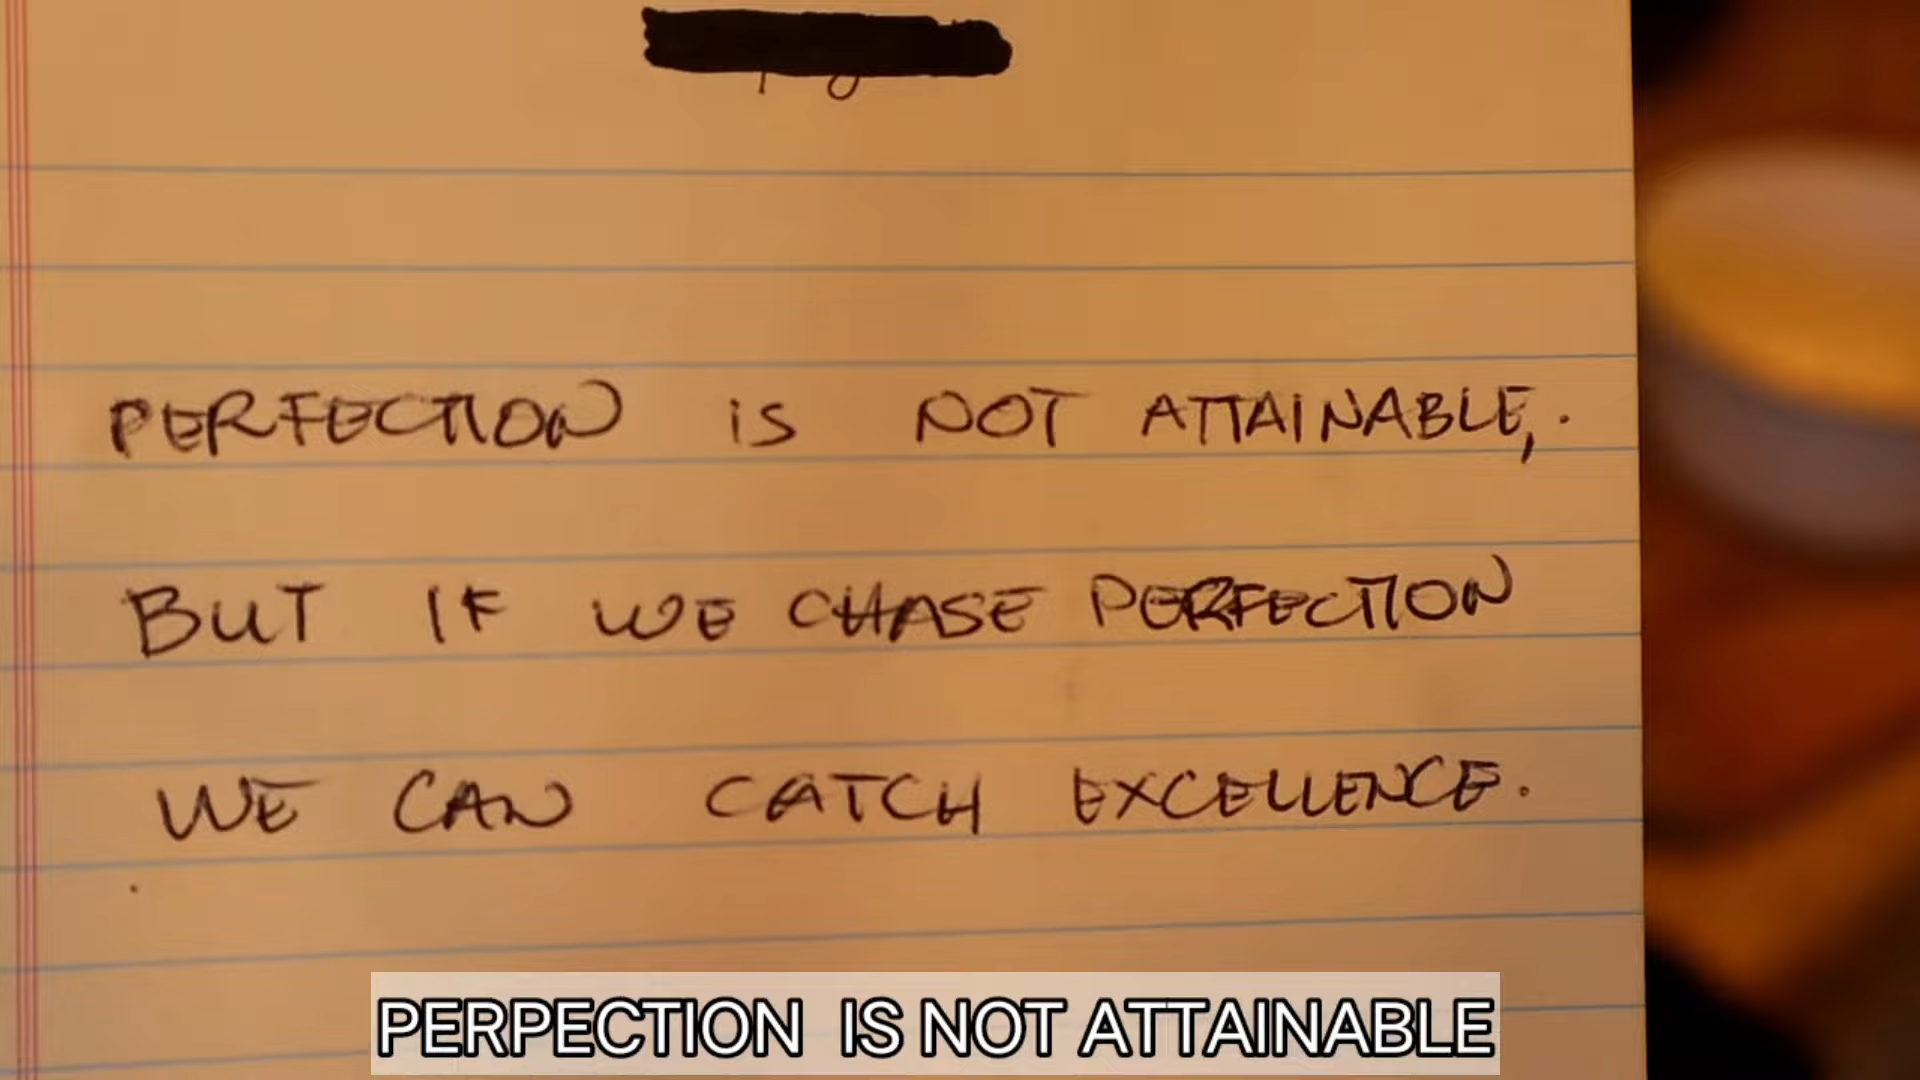 PERFECTION is NOT ATTAiNABLE,.
BUT IF WE CHASE PERFECTION
WE CAN CATCH EXCELLENCE.
PERPECTION IS NOT ATTAINABLE